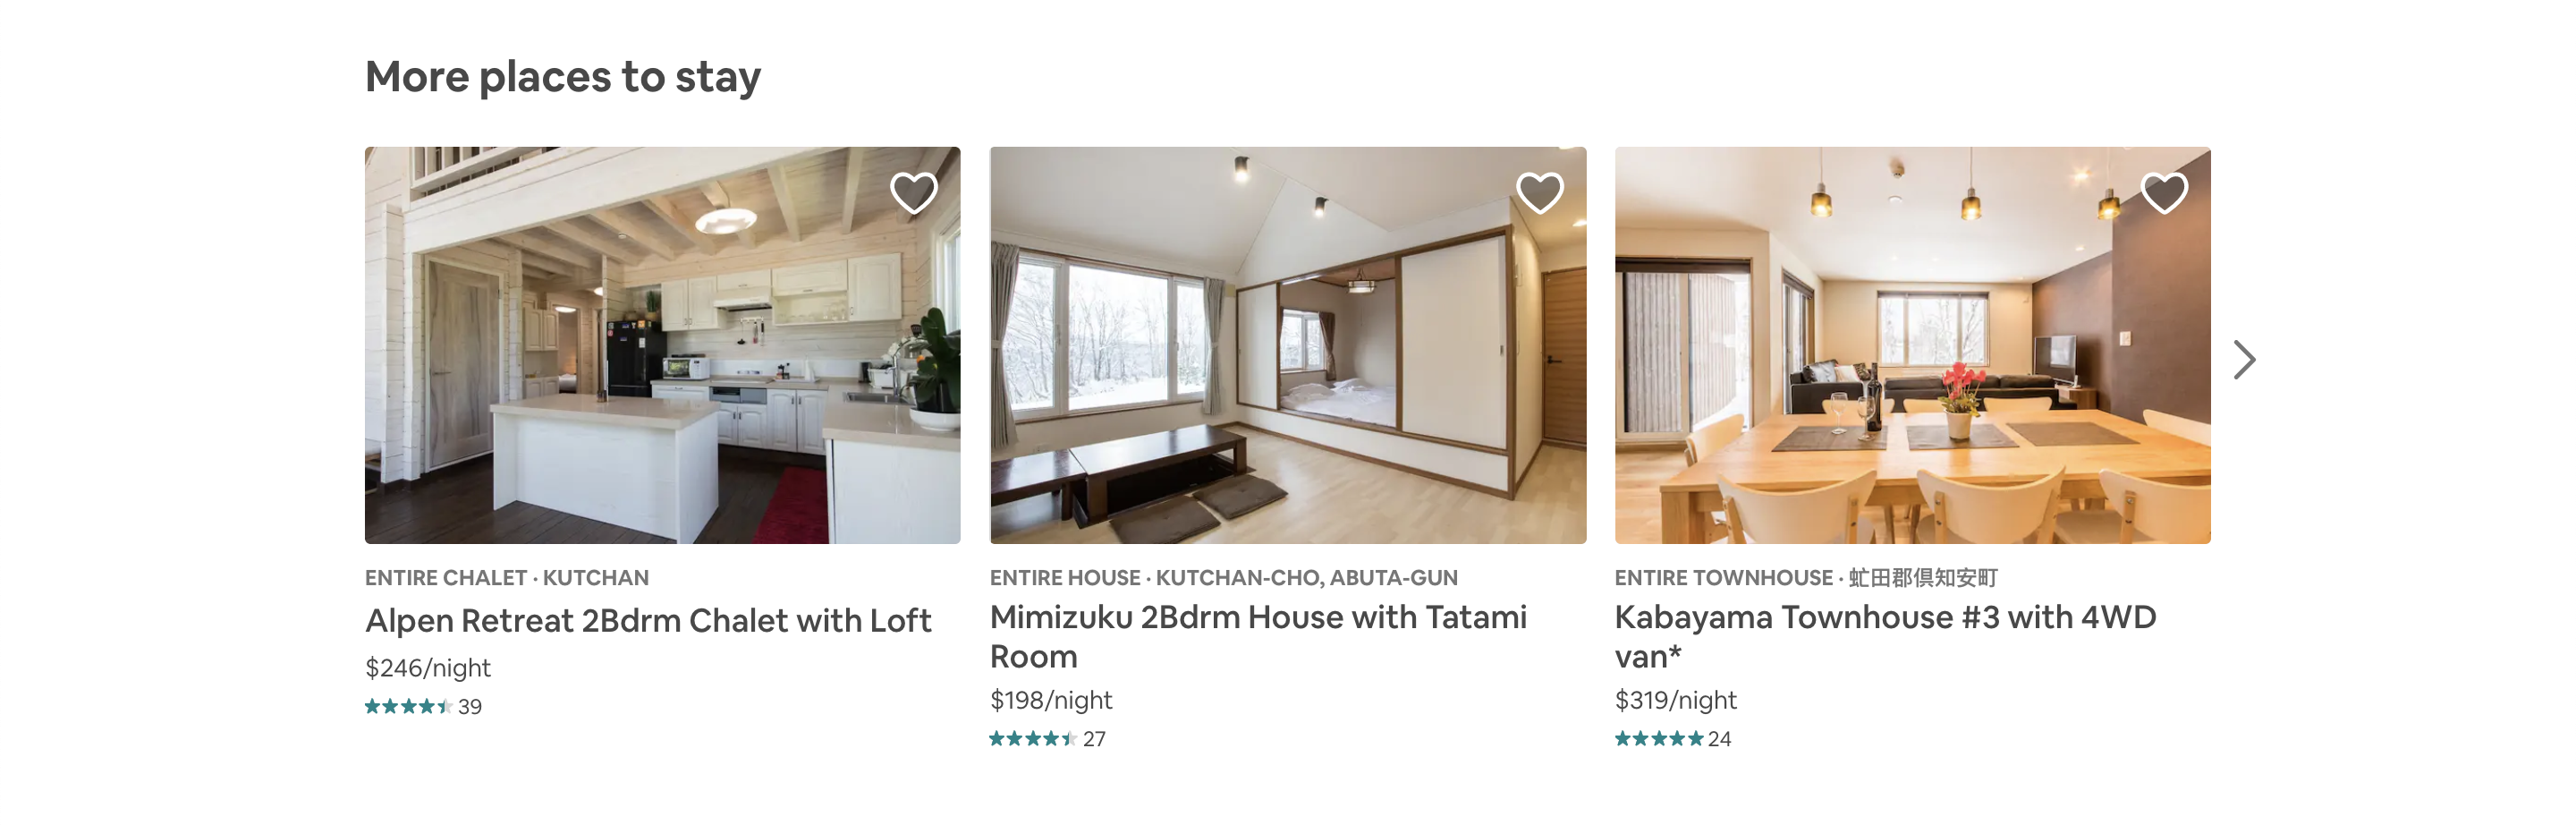 More places to stay
ENTIRE CHALET · KUTCHAN
Alpen Retreat 2Bdrm Chalet with Loft
$246/night
39
ENTIRE HOUSE · KUTCHAN-CHO, ABUTA-GUN
Mimizuku 2Bdrm House with Tatami
Room
$198/night
27
ENTIRE TOWNHOUSE · 虻田郡倶知安町
Kabayama Townhouse #3 with 4WD
van*
$319/night
24